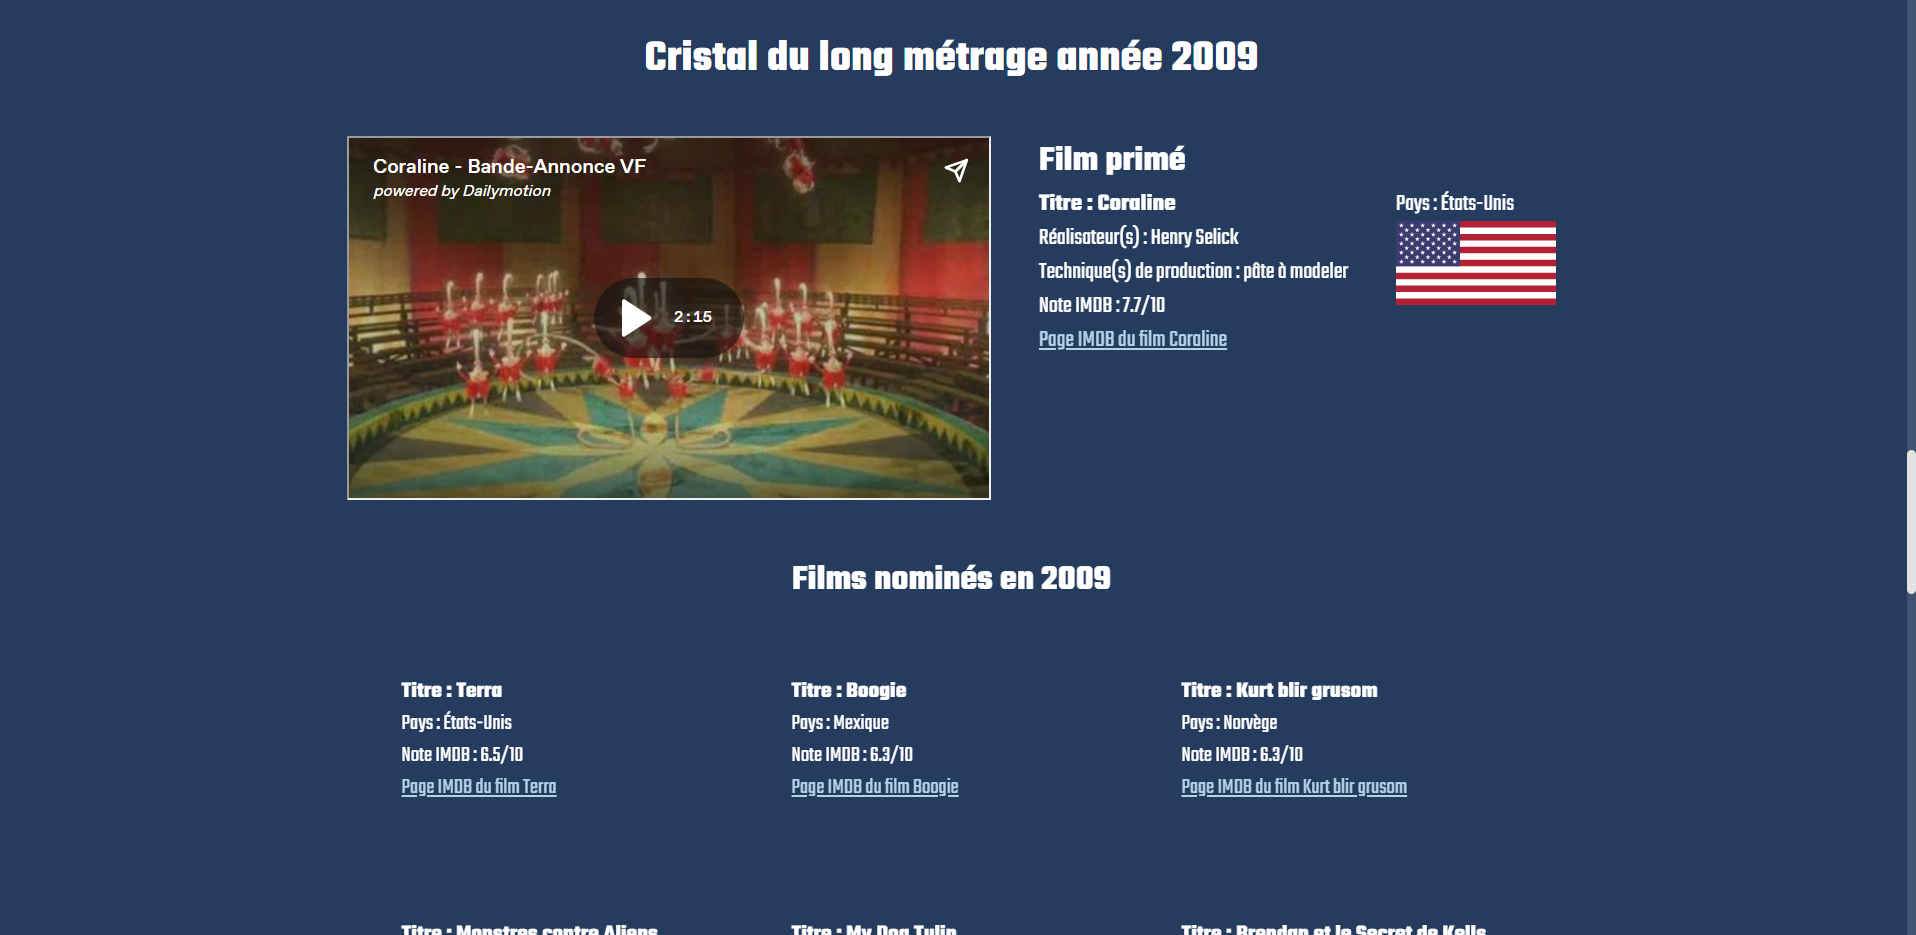 Cristal du long métrage année 2009
Coraline - Bande-Annonce VF
powered by Dailymotion
2:15
Film primé
Titre : Coraline
Réalisateur(s) : Henry Selick
Technique(s) de production : pâte à modeler
Note IMDB : 7.7/10
Page IMDB du film Coraline
Pays : États-Unis
Films nominés en 2009
Titre : Terra
Pays : États-Unis
Note IMDB : 6.5/10
Page IMDB du film Terra
Titre : Boogie
Pays : Mexique
Note IMDB : 6.3/10
Page IMDB du film Boogie
Titre : Kurt blir grusom
Pays : Norvège
Note IMDB : 6.3/10
Page IMDB du film Kurt blir grusom
Titre : Monstres contre Aliens
Titre : My Dog Tulip
Titre : Brendan et le Secret de Kells